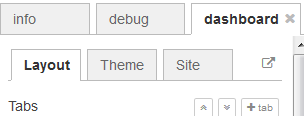 info debug dashboard
Layout Theme Site
Tabs + tab